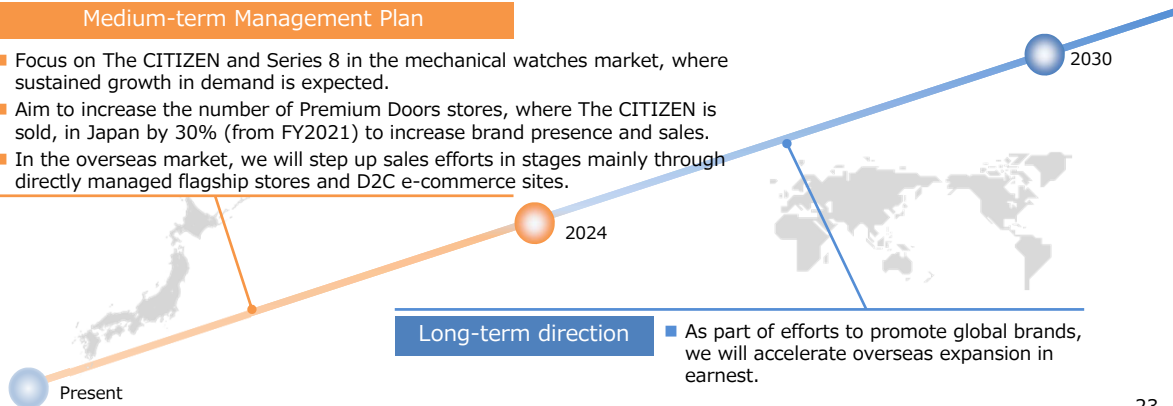 Medium-term Management Plan
Focus on The CITIZEN and Series 8 in the mechanical watches market, where
sustained growth in demand is expected.
Aim to increase the number of Premium Doors stores, where The CITIZEN is
sold, in Japan by 30% (from FY2021) to increase brand presence and sales.
In the overseas market, we will step up sales efforts in stages mainly through
directly managed flagship stores and D2C e-commerce sites.
2030
2024
Long-term direction
As part of efforts to promote global brands,
we will accelerate overseas expansion in
earnest.
Present
23